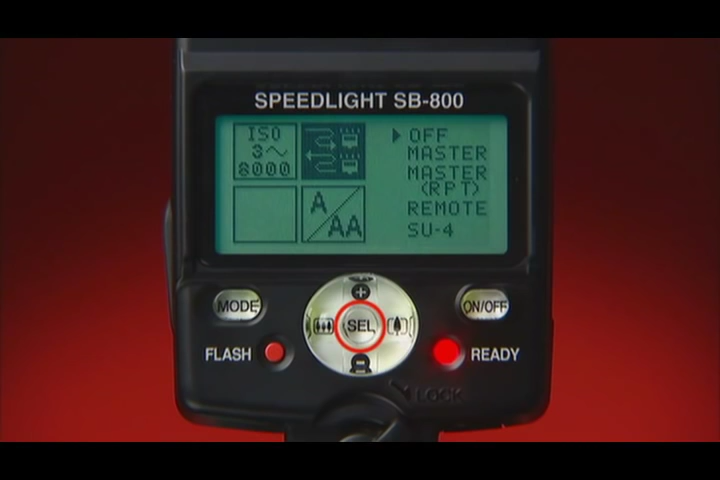 SPEEDLIGHT SB-800
ISO
3~
8000
A/AA
OFF
MASTER
MASTER
(RPT)
REMOTE
SU-4
MODE
SEL
ON/OFF
FLASH
READY
LOCK